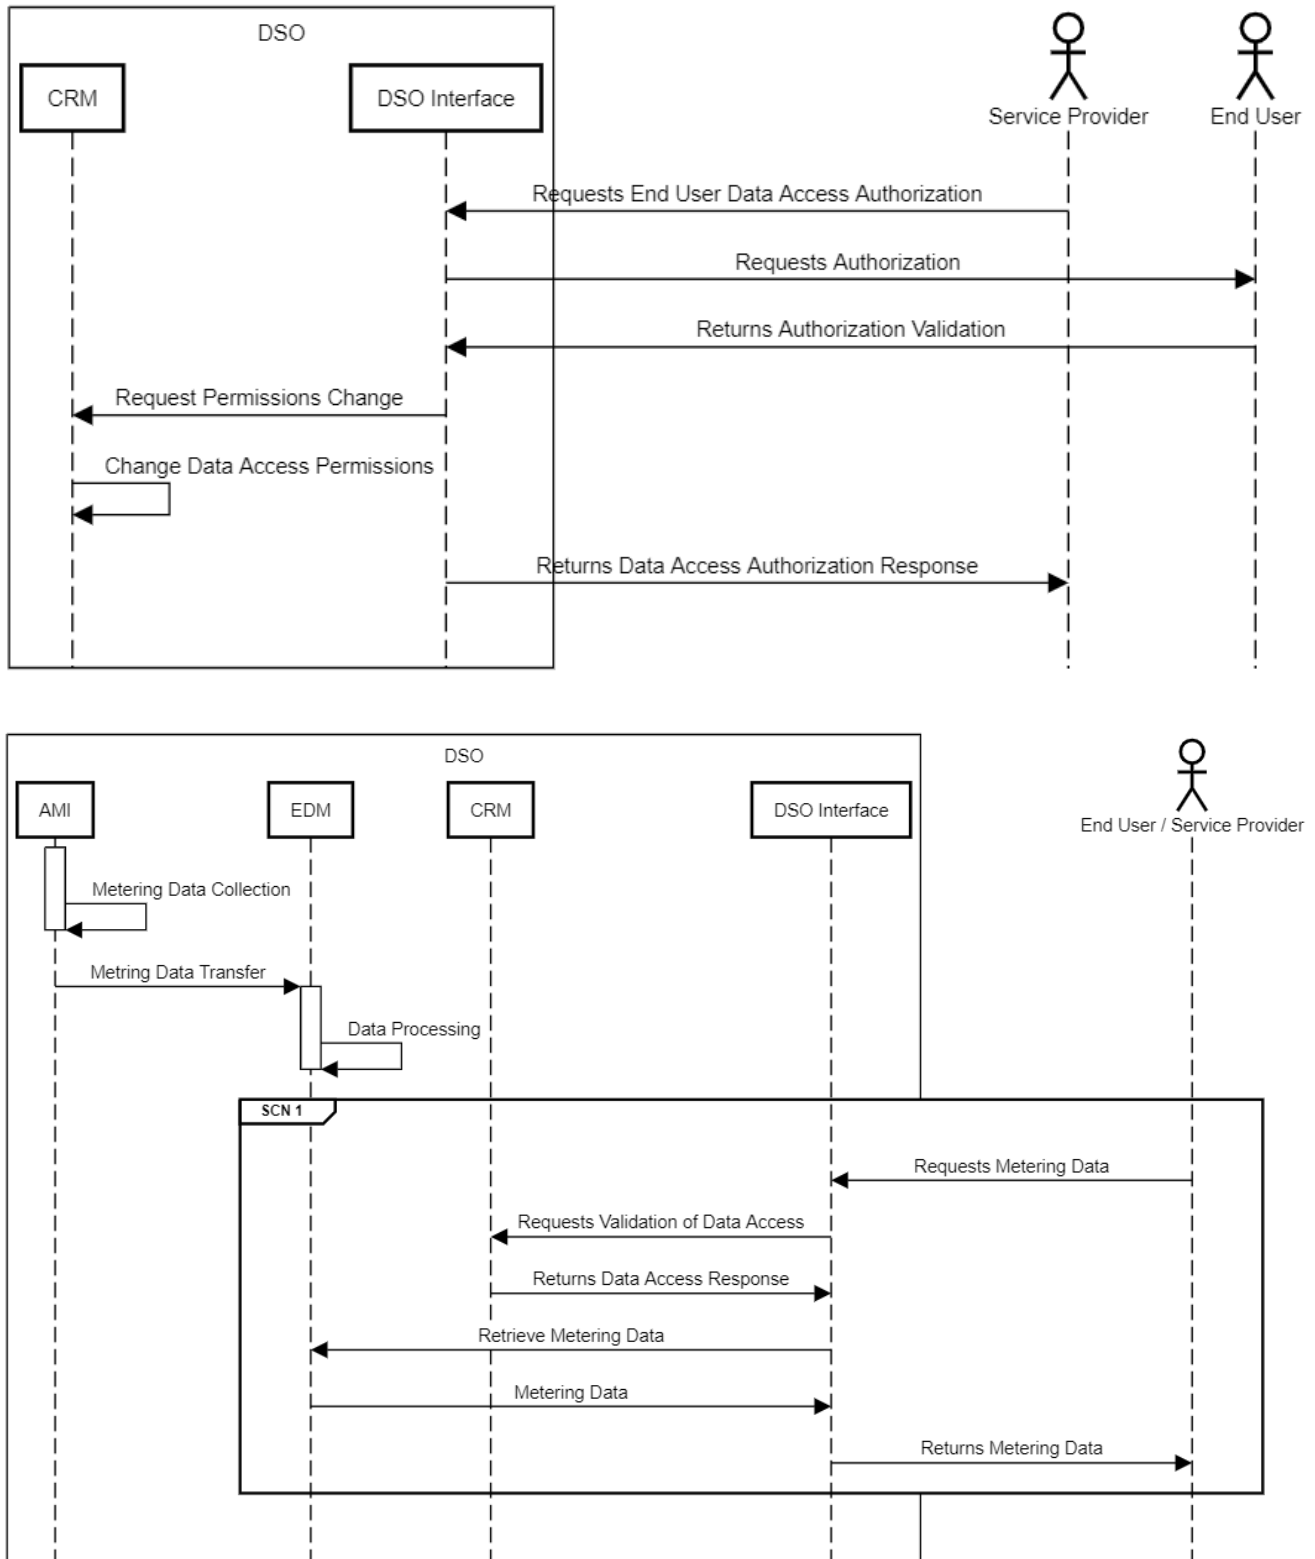 DSO
CRM
DSO Interface
Service Provider
End User
Requests End User Data Access Authorization
Requests Authorization
Returns Authorization Validation
Request Permissions Change
Change Data Access Permissions
Returns Data Access Authorization Response
DSO
AMI
EDM
CRM
DSO Interface
End User / Service Provider
Metering Data Collection
Metring Data Transfer
Data Processing
SCN 1
Requests Metering Data
Requests Validation of Data Access
Returns Data Access Response
Retrieve Metering Data
Metering Data
Returns Metering Data